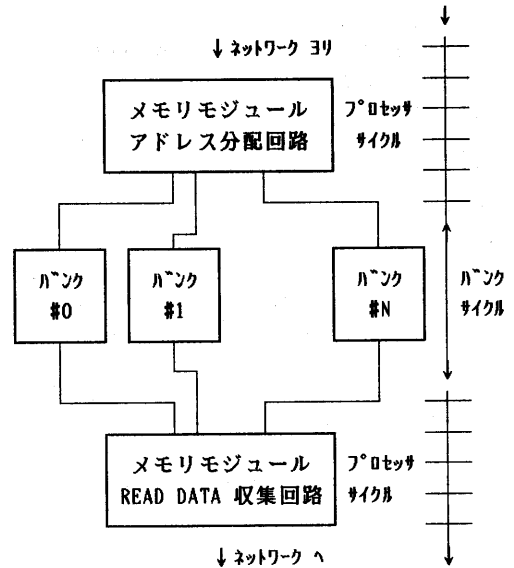 ↓ ﾈｯﾄﾜｰｸ ﾖﾘ
メモリモジュール
アドレス分配回路
ﾌﾟﾛｾｯｻ
ｻｲｸﾙ
ﾊﾞﾝｸ
#0
ﾊﾞﾝｸ
#1
ﾊﾞﾝｸ
#N
ﾊﾞﾝｸ
ｻｲｸﾙ
メモリモジュール
READ DATA 収集回路
ﾌﾟﾛｾｯｻ
ｻｲｸﾙ
↓ ﾈｯﾄﾜｰｸ ﾍ